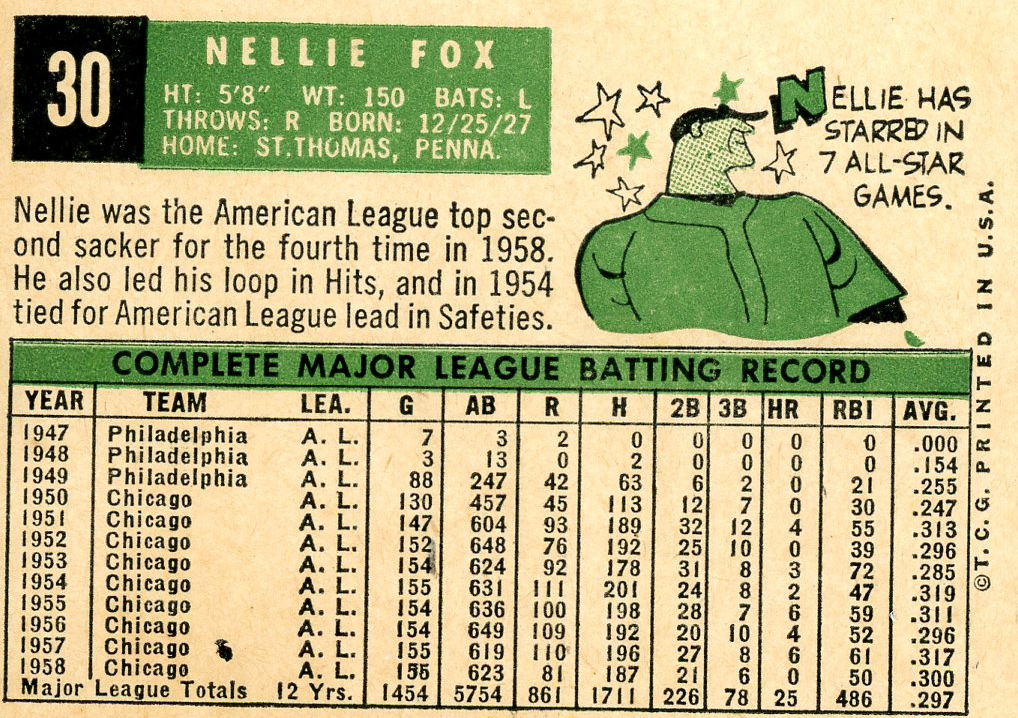 30
NELLIE FOX
HT: 5'8" WT: 150 BATS: L
THROWS: R BORN: 12/25/27
HOME: ST.THOMAS, PENNA.
NELLIE HAS
STARRED IN
7 ALL-STAR
GAMES.
Nellie was the American League top sec-
ond sacker for the fourth time in 1958.
He also led his loop in Hits, and in 1954
tied for American League lead in Safeties.
COMPLETE MAJOR LEAGUE BATTING RECORD
YEAR TEAM LEA. G AB R H 2B 3B HR RBI AVG.
1947 Philadelphia A. L. 7 3 2 0 0 0 0 0 .000
1948 Philadelphia A. L. 3 13 0 2 0 0 0 0 .154
1949 Philadelphia A. L. 88 247 42 63 6 2 0 21 .255
1950 Chicago A. L. 130 457 45 113 12 7 0 30 .247
1951 Chicago A. L. 147 604 93 189 32 12 4 55 .313
1952 Chicago A. L. 152 648 76 192 25 10 0 39 .296
1953 Chicago A. L. 154 624 92 178 31 8 3 72 .285
1954 Chicago A. L. 155 631 111 201 24 8 2 47 .319
1955 Chicago A. L. 154 636 100 198 28 7 6 59 .311
1956 Chicago A. L. 154 649 109 192 20 10 4 52 .296
1957 Chicago A. L. 155 619 110 196 27 8 6 61 .317
1958 Chicago A. L. 155 623 81 187 21 6 0 50 .300
Major League Totals 12 Yrs. 1454 5754 861 1711 226 78 25 486 .297
©T.C.G. PRINTED IN U.S.A.